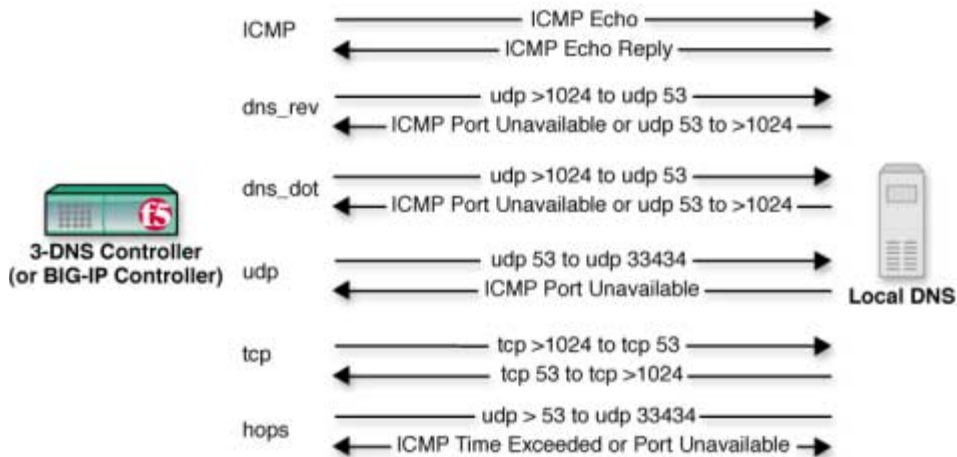 ICMP
ICMP Echo
ICMP Echo Reply
dns_rev
udp >1024 to udp 53
ICMP Port Unavailable or udp 53 to >1024
dns_dot
udp >1024 to udp 53
ICMP Port Unavailable or udp 53 to >1024
f5
3-DNS Controller
(or BIG-IP Controller)
udp
udp 53 to udp 33434
ICMP Port Unavailable
Local DNS
tcp
tcp >1024 to tcp 53
tcp 53 to tcp >1024
hops
udp > 53 to udp 33434
ICMP Time Exceeded or Port Unavailable